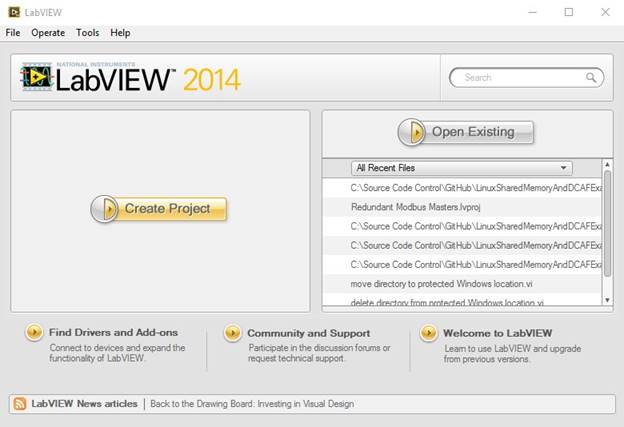 LabVIEW
File Operate Tools Help
NATIONAL INSTRUMENTS
LabVIEW™ 2014
Search
Create Project
Open Existing
All Recent Files
C:\Source Code Control\GitHub\LinuxSharedMemoryAndDCAFExa
Redundant Modbus Masters.lvproj
C:\Source Code Control\GitHub\LinuxSharedMemoryAndDCAFExa
C:\Source Code Control\GitHub\LinuxSharedMemoryAndDCAFExa
C:\Source Code Control\GitHub\LinuxSharedMemoryAndDCAFExa
move directory to protected Windows location.vi
delete directory from protected Windows location.vi
Find Drivers and Add-ons
Connect to devices and expand the
functionality of LabVIEW.
Community and Support
Participate in the discussion forums or
request technical support.
Welcome to LabVIEW
Learn to use LabVIEW and upgrade
from previous versions.
LabVIEW News articles | Back to the Drawing Board: Investing in Visual Design